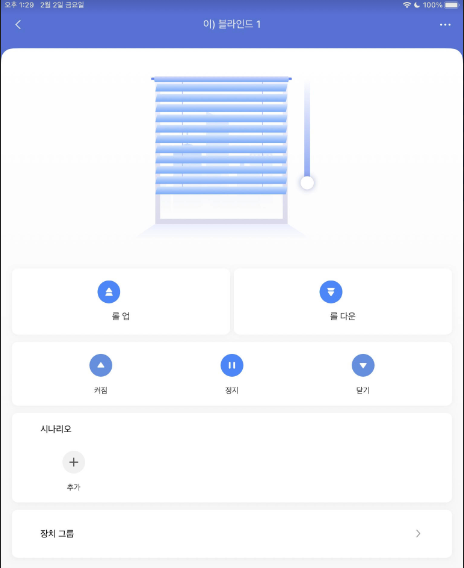 오후 1:29 2월 2일 금요일
100%
이) 블라인드 1
롤 업
롤 다운
켜짐
정지
닫기
시나리오
추가
장치 그룹